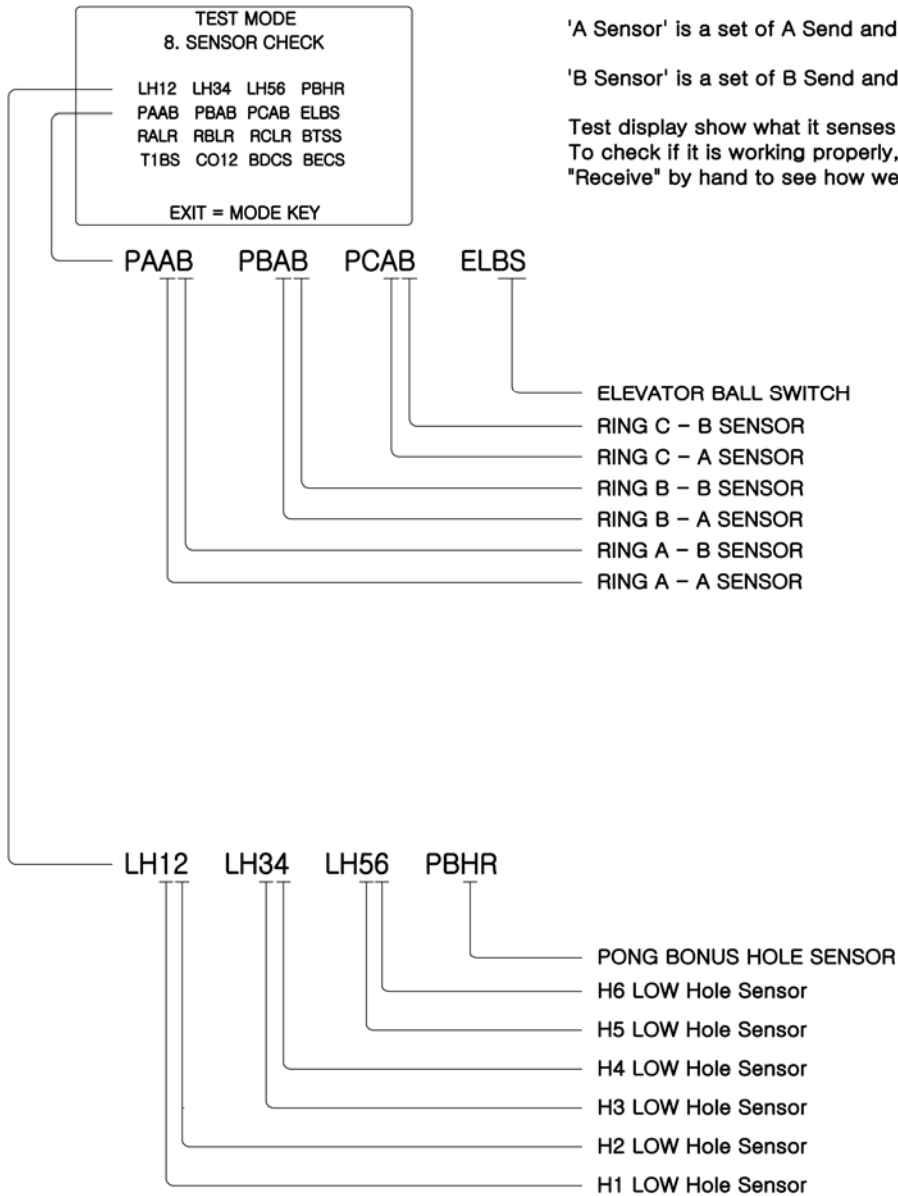 TEST MODE
8. SENSOR CHECK
LH12 LH34 LH56 PBHR
PAAB PBAB PCAB ELBS
RALR RBLR RCLR BTSS
T1BS CO12 BDCS BECS
EXIT = MODE KEY
'A Sensor' is a set of A Send and
'B Sensor' is a set of B Send and
Test display show what it senses
To check if it is working properly,
"Receive" by hand to see how we
PAAB PBAB PCAB ELBS
ELEVATOR BALL SWITCH
RING C - B SENSOR
RING C - A SENSOR
RING B - B SENSOR
RING B - A SENSOR
RING A - B SENSOR
RING A - A SENSOR
LH12 LH34 LH56 PBHR
PONG BONUS HOLE SENSOR
H6 LOW Hole Sensor
H5 LOW Hole Sensor
H4 LOW Hole Sensor
H3 LOW Hole Sensor
H2 LOW Hole Sensor
H1 LOW Hole Sensor